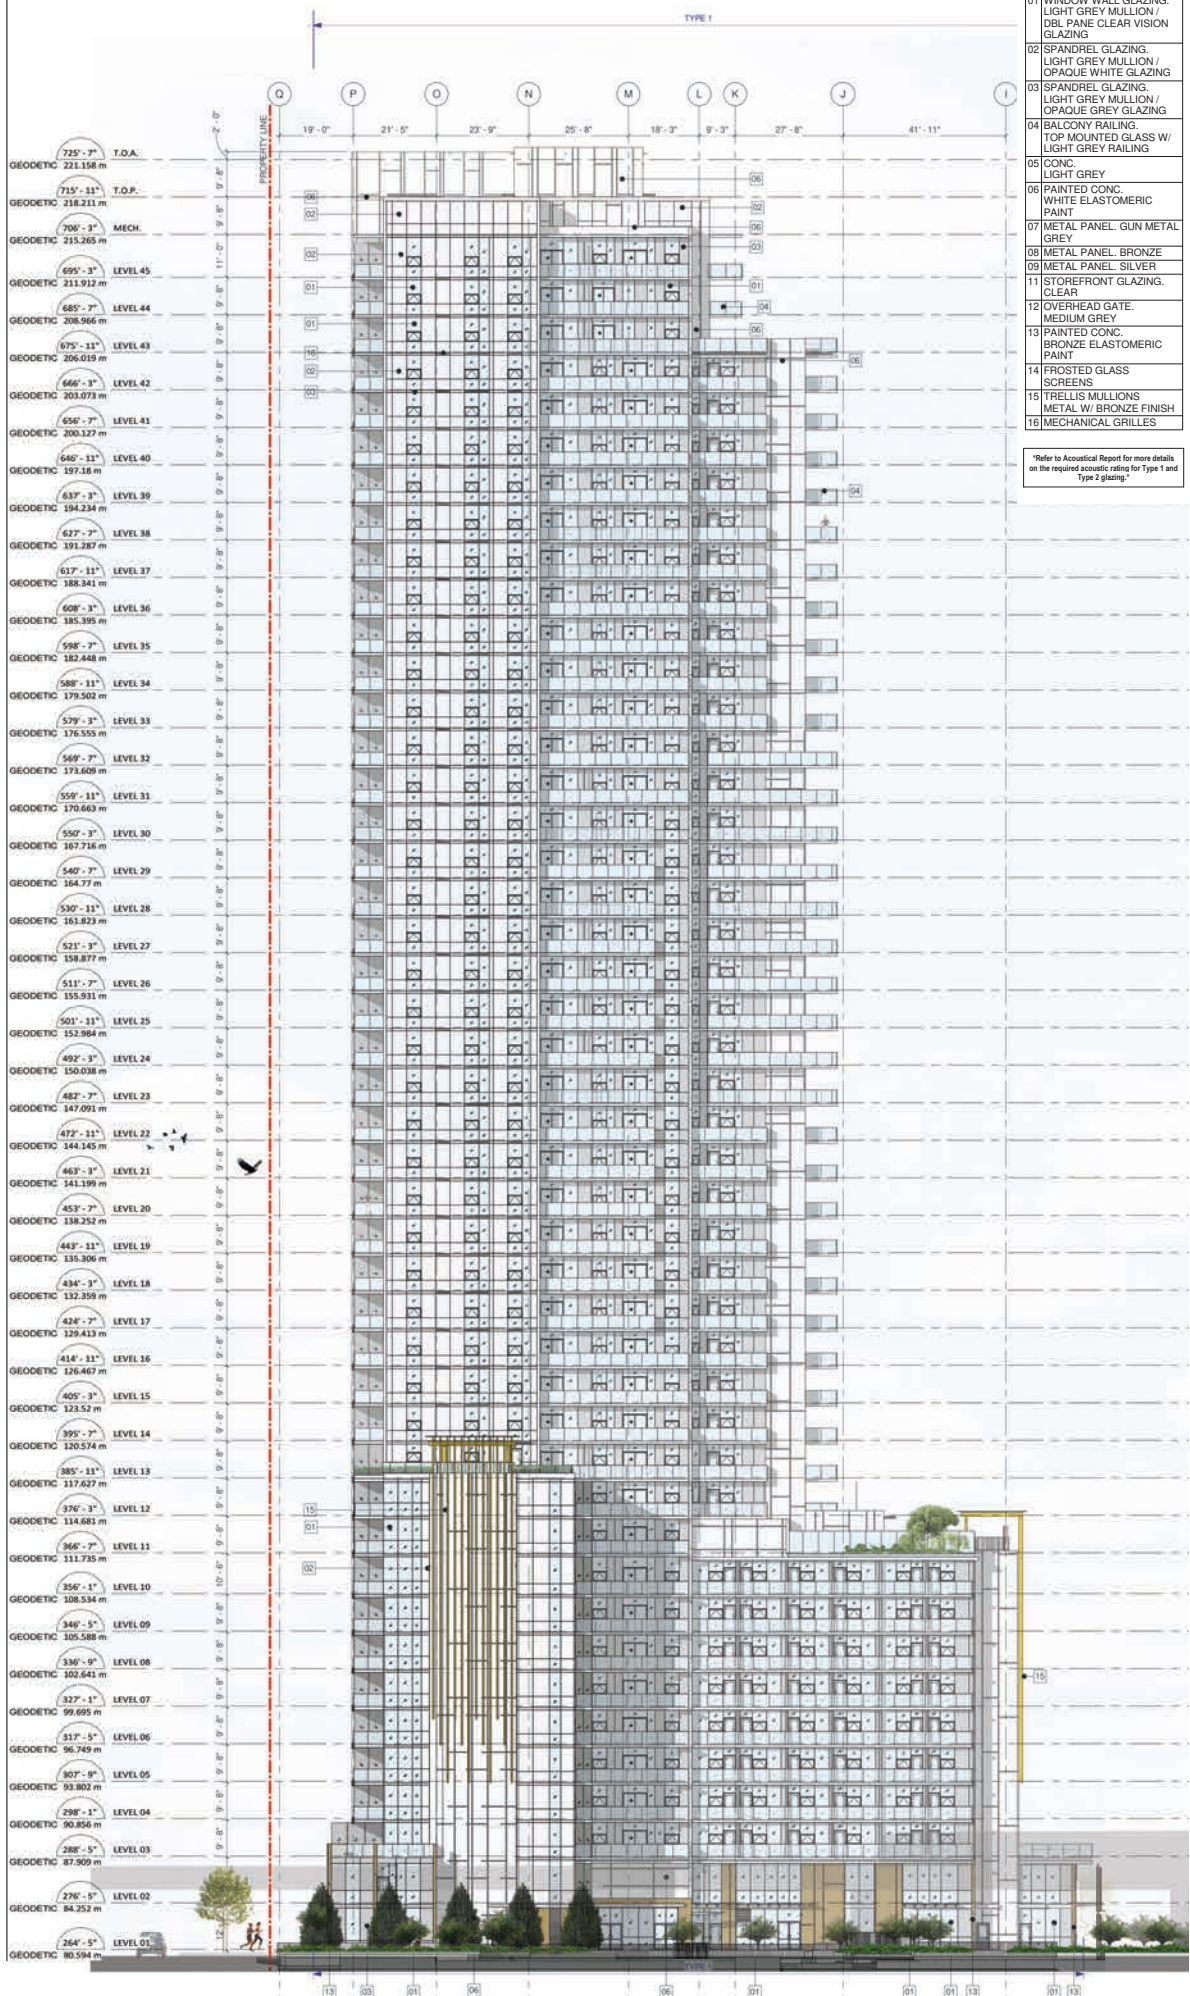 TYPE 1
01 WINDOW WALL GLAZING.
LIGHT GREY MULLION /
DBL PANE CLEAR VISION
GLAZING
02 SPANDREL GLAZING.
LIGHT GREY MULLION /
OPAQUE WHITE GLAZING
03 SPANDREL GLAZING.
LIGHT GREY MULLION /
OPAQUE GREY GLAZING
04 BALCONY RAILING.
TOP MOUNTED GLASS W/
LIGHT GREY RAILING
05 CONC.
LIGHT GREY
06 PAINTED CONC.
WHITE ELASTOMERIC
PAINT
07 METAL PANEL. GUN METAL
GREY
08 METAL PANEL. BRONZE
09 METAL PANEL. SILVER
11 STOREFRONT GLAZING.
CLEAR
12 OVERHEAD GATE.
MEDIUM GREY
13 PAINTED CONC.
BRONZE ELASTOMERIC
PAINT
14 FROSTED GLASS
SCREENS
15 TRELLIS MULLIONS
METAL W/ BRONZE FINISH
16 MECHANICAL GRILLES
"Refer to Acoustical Report for more details
on the required acoustic rating for Type 1 and
Type 2 glazing."
Q P O N M L K J I
19' - 0" 21' - 5" 23' - 9" 25' - 8" 18' - 3" 9' - 3" 27' - 8" 41' - 11"
PROPERTY LINE
725' - 7" T.O.A.
GEODETIC 221.158 m
715' - 11" T.O.P.
GEODETIC 218.211 m
706' - 3" MECH.
GEODETIC 215.265 m
695' - 3" LEVEL 45
GEODETIC 211.912 m
685' - 7" LEVEL 44
GEODETIC 208.966 m
675' - 11" LEVEL 43
GEODETIC 206.019 m
666' - 3" LEVEL 42
GEODETIC 203.073 m
656' - 7" LEVEL 41
GEODETIC 200.127 m
646' - 11" LEVEL 40
GEODETIC 197.18 m
637' - 3" LEVEL 39
GEODETIC 194.234 m
627' - 7" LEVEL 38
GEODETIC 191.287 m
617' - 11" LEVEL 37
GEODETIC 188.341 m
608' - 3" LEVEL 36
GEODETIC 185.395 m
598' - 7" LEVEL 35
GEODETIC 182.448 m
588' - 11" LEVEL 34
GEODETIC 179.502 m
579' - 3" LEVEL 33
GEODETIC 176.555 m
569' - 7" LEVEL 32
GEODETIC 173.609 m
559' - 11" LEVEL 31
GEODETIC 170.663 m
550' - 3" LEVEL 30
GEODETIC 167.716 m
540' - 7" LEVEL 29
GEODETIC 164.77 m
530' - 11" LEVEL 28
GEODETIC 161.823 m
521' - 3" LEVEL 27
GEODETIC 158.877 m
511' - 7" LEVEL 26
GEODETIC 155.931 m
501' - 11" LEVEL 25
GEODETIC 152.984 m
492' - 3" LEVEL 24
GEODETIC 150.038 m
482' - 7" LEVEL 23
GEODETIC 147.091 m
472' - 11" LEVEL 22
GEODETIC 144.145 m
463' - 3" LEVEL 21
GEODETIC 141.199 m
453' - 7" LEVEL 20
GEODETIC 138.252 m
443' - 11" LEVEL 19
GEODETIC 135.306 m
434' - 3" LEVEL 18
GEODETIC 132.359 m
424' - 7" LEVEL 17
GEODETIC 129.413 m
414' - 11" LEVEL 16
GEODETIC 126.467 m
405' - 3" LEVEL 15
GEODETIC 123.52 m
395' - 7" LEVEL 14
GEODETIC 120.574 m
385' - 11" LEVEL 13
GEODETIC 117.627 m
376' - 3" LEVEL 12
GEODETIC 114.681 m
366' - 7" LEVEL 11
GEODETIC 111.735 m
356' - 1" LEVEL 10
GEODETIC 108.534 m
346' - 5" LEVEL 09
GEODETIC 105.588 m
336' - 9" LEVEL 08
GEODETIC 102.641 m
327' - 1" LEVEL 07
GEODETIC 99.695 m
317' - 5" LEVEL 06
GEODETIC 96.749 m
307' - 9" LEVEL 05
GEODETIC 93.802 m
298' - 1" LEVEL 04
GEODETIC 90.856 m
288' - 5" LEVEL 03
GEODETIC 87.909 m
276' - 5" LEVEL 02
GEODETIC 84.252 m
264' - 5" LEVEL 01
GEODETIC 80.594 m
TYPE 1
13 03 01 06 06 01 01 01 13 01 13